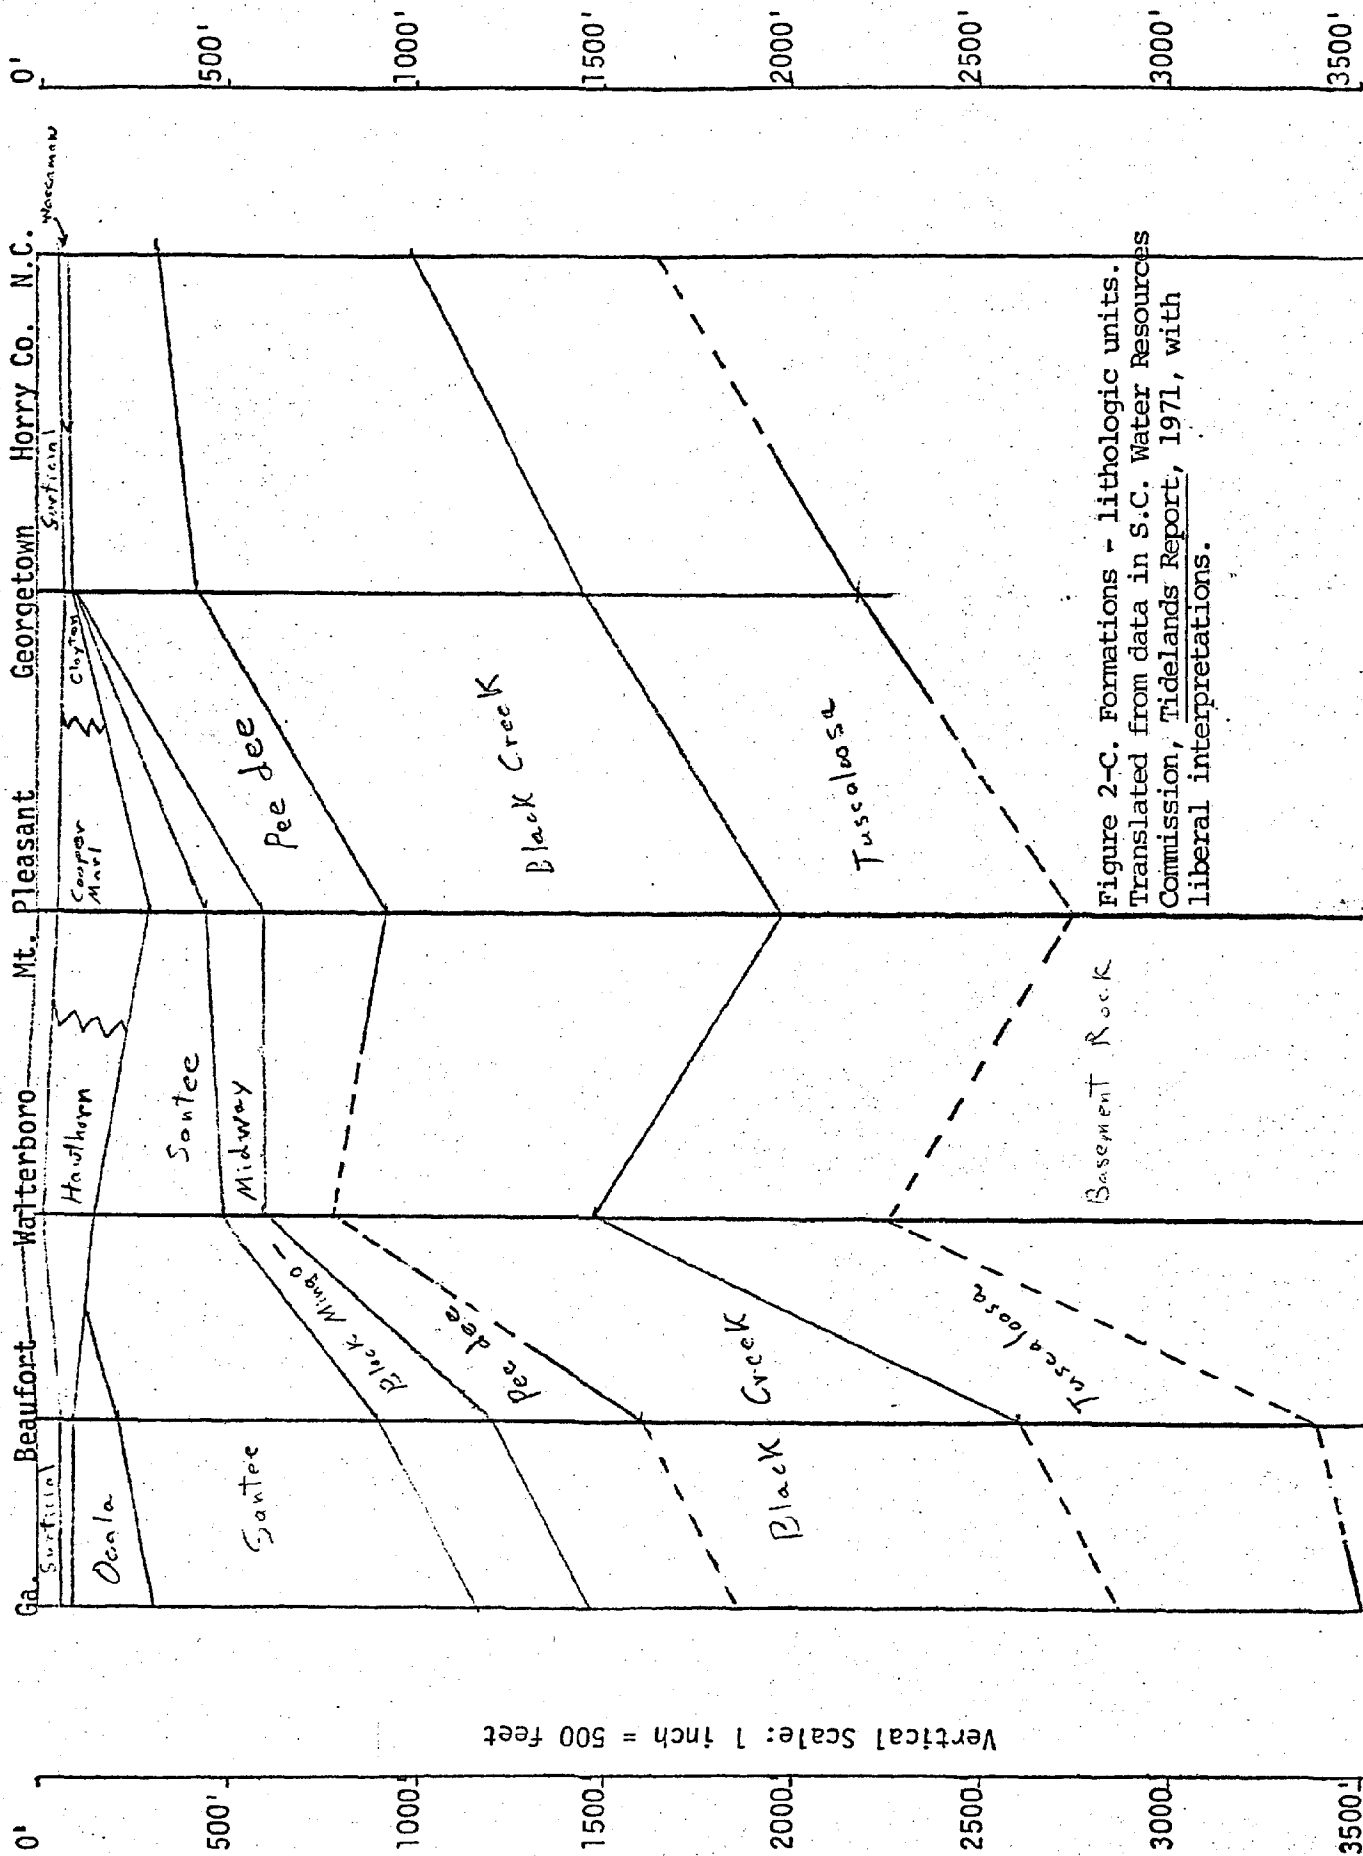 Ga. Beaufort Walterboro Mt. Pleasant Georgetown Horry Co. N.C.
Waccamaw
0'
500'
1000'
1500'
2000'
2500'
3000'
3500'
0'
500'
1000
1500
2000
2500
3000
3500'
Vertical Scale: 1 inch = 500 feet
Surficial
Surficial
Ocala
Hawthorn
Cooper
Marl
Clayton
Santee
Santee
Midway
Black Mingo
Pee dee
Pee dee
Black Creek
Black Creek
Tuscaloosa
Tuscaloosa
Basement Rock
Figure 2-C. Formations - lithologic units.
Translated from data in S.C. Water Resources
Commission, Tidelands Report, 1971, with
liberal interpretations.